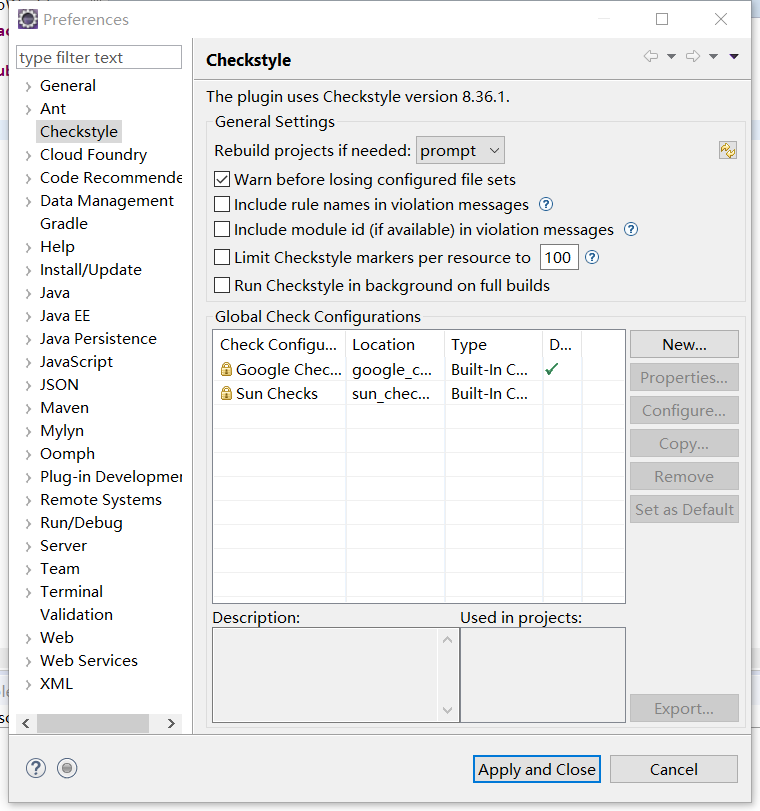 Preferences
type filter text
General
Ant
Checkstyle
Cloud Foundry
Code Recommende
Data Management
Gradle
Help
Install/Update
Java
Java EE
Java Persistence
JavaScript
JSON
Maven
Mylyn
Oomph
Plug-in Developmen
Remote Systems
Run/Debug
Server
Team
Terminal
Validation
Web
Web Services
XML
Checkstyle
The plugin uses Checkstyle version 8.36.1.
General Settings
Rebuild projects if needed: prompt
Warn before losing configured file sets
Include rule names in violation messages
Include module id (if available) in violation messages
Limit Checkstyle markers per resource to 100
Run Checkstyle in background on full builds
Global Check Configurations
Check Configu... Location Type D...
Google Chec... google_c... Built-In C...
Sun Checks sun_chec... Built-In C...
New...
Properties...
Configure...
Copy...
Remove
Set as Default
Description: Used in projects:
Export...
Apply and Close Cancel